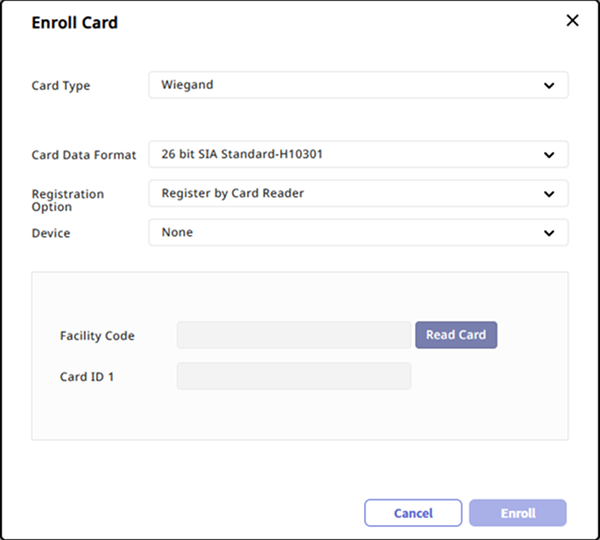 Enroll Card
Card Type
Wiegand
Card Data Format
26 bit SIA Standard-H10301
Registration
Option
Register by Card Reader
Device
None
Facility Code
Read Card
Card ID 1
Cancel
Enroll